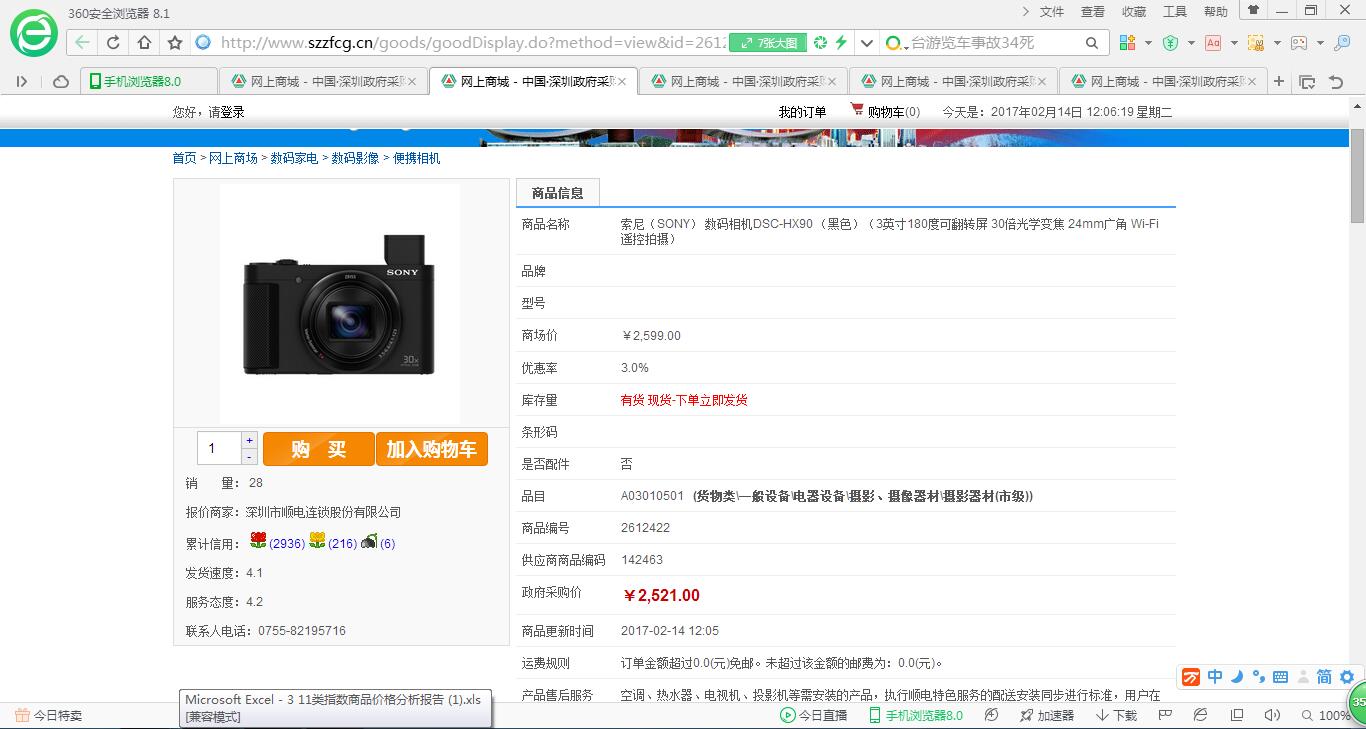 360安全浏览器 8.1
文件 查看 收藏 工具 帮助
http://www.szzfcg.cn/goods/goodDisplay.do?method=view&id=2612
7张大图
台游览车事故34死
手机浏览器8.0
网上商城 - 中国·深圳政府采购
网上商城 - 中国·深圳政府采购
网上商城 - 中国·深圳政府采购
网上商城 - 中国·深圳政府采购
网上商城 - 中国·深圳政府采购
您好，请登录
我的订单 购物车(0) 今天是：2017年02月14日 12:06:19 星期二
首页 > 网上商场 > 数码家电 > 数码影像 > 便携相机
商品信息
商品名称 索尼（SONY） 数码相机DSC-HX90 （黑色）（3英寸180度可翻转屏 30倍光学变焦 24mm广角 Wi-Fi
遥控拍摄）
品牌
型号
商场价 ￥2,599.00
优惠率 3.0%
库存量 有货 现货-下单立即发货
条形码
是否配件 否
品目 A03010501 (货物类\一般设备\电器设备\摄影、摄像器材\摄影器材(市级))
商品编号 2612422
供应商商品编码 142463
政府采购价 ￥2,521.00
商品更新时间 2017-02-14 12:05
运费规则 订单金额超过0.0(元)免邮。未超过该金额的邮费为：0.0(元)。
产品售后服务 空调、热水器、电视机、投影机等需安装的产品，执行顺电特色服务的配送安装同步进行标准，用户在
SONY
ZEISS
30x
1 + - 购 买 加入购物车
销 量： 28
报价商家：深圳市顺电连锁股份有限公司
累计信用： (2936) (216) (6)
发货速度：4.1
服务态度：4.2
联系人电话：0755-82195716
Microsoft Excel - 3 11类指数商品价格分析报告 (1).xls
[兼容模式]
中 简
35
今日特卖
今日直播 手机浏览器8.0 加速器 下载 100%